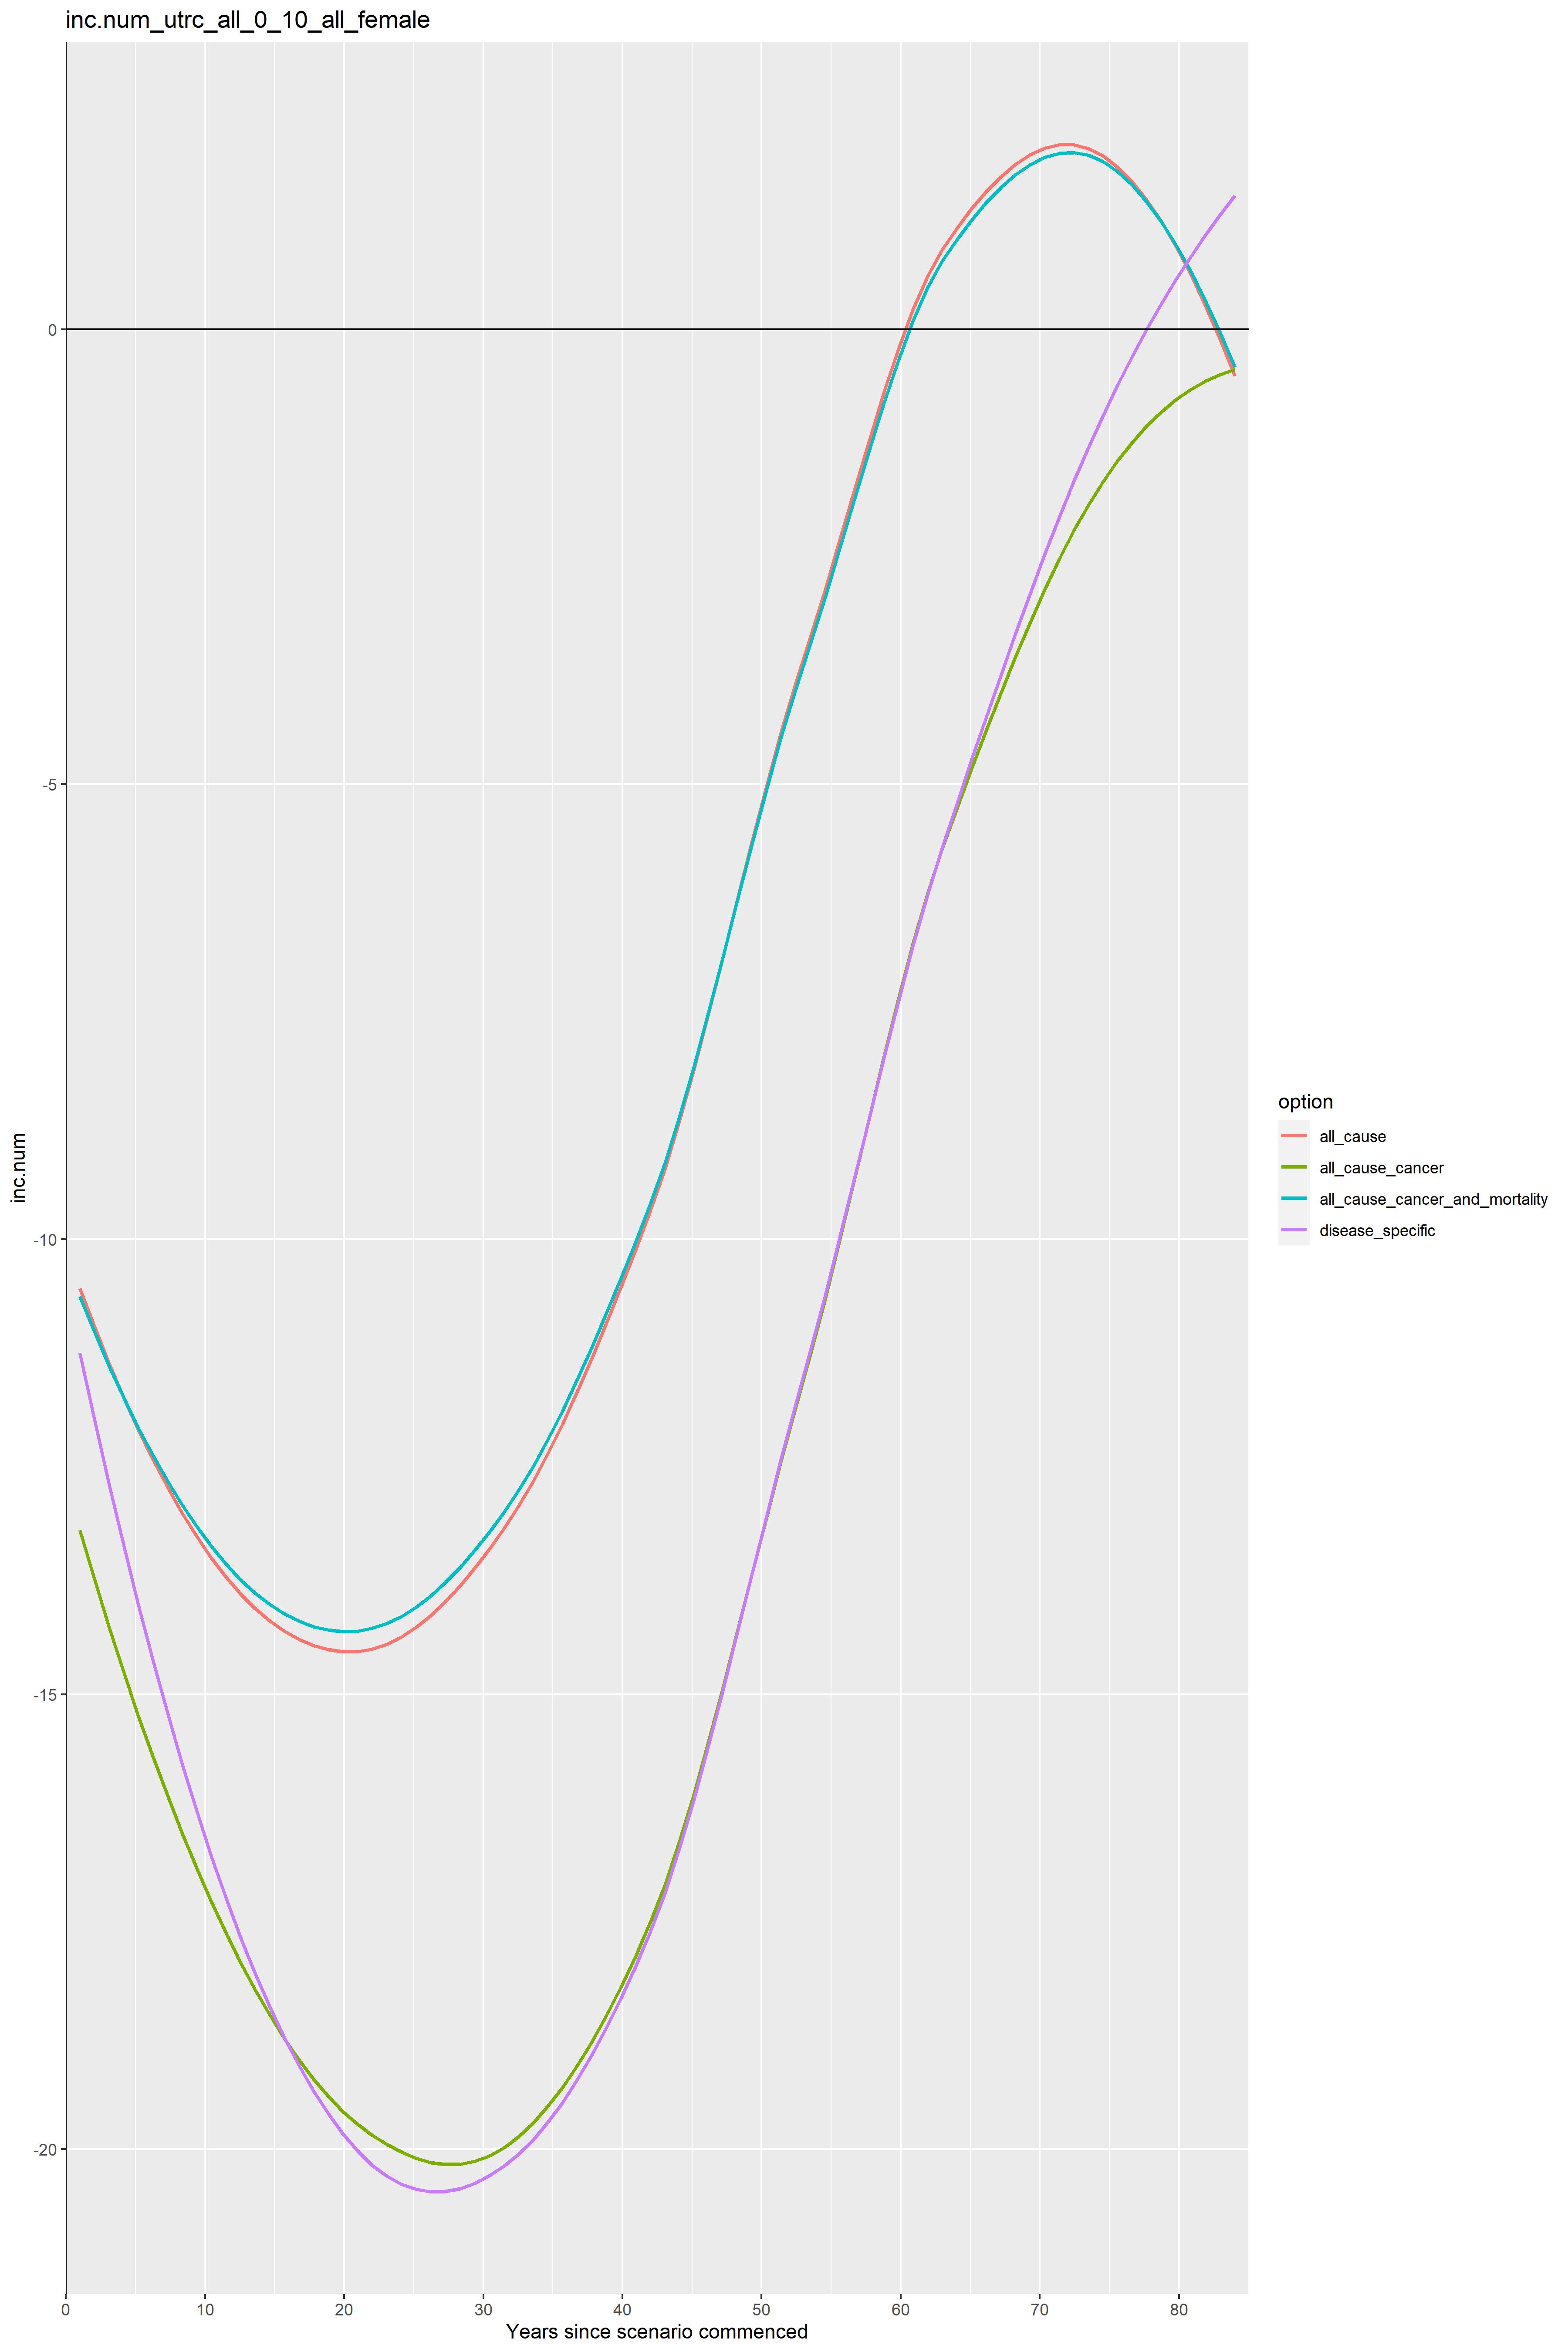 inc.num_utrc_all_0_10_all_female
0
-5
-10
-15
-20
inc.num
0 10 20 30 40 50 60 70 80
Years since scenario commenced
option
all_cause
all_cause_cancer
all_cause_cancer_and_mortality
disease_specific